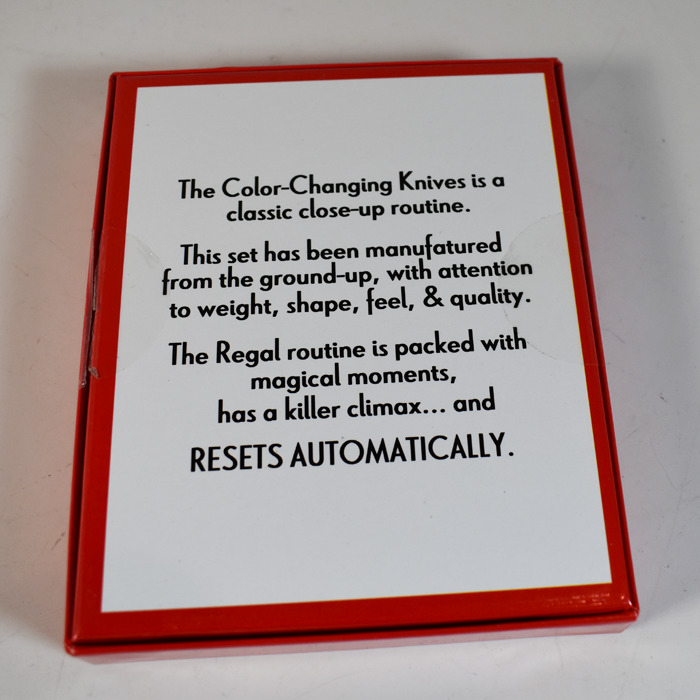 The Color-Changing Knives is a
classic close-up routine.
This set has been manufatured
from the ground-up, with attention
to weight, shape, feel, & quality.
The Regal routine is packed with
magical moments,
has a killer climax... and
RESETS AUTOMATICALLY.